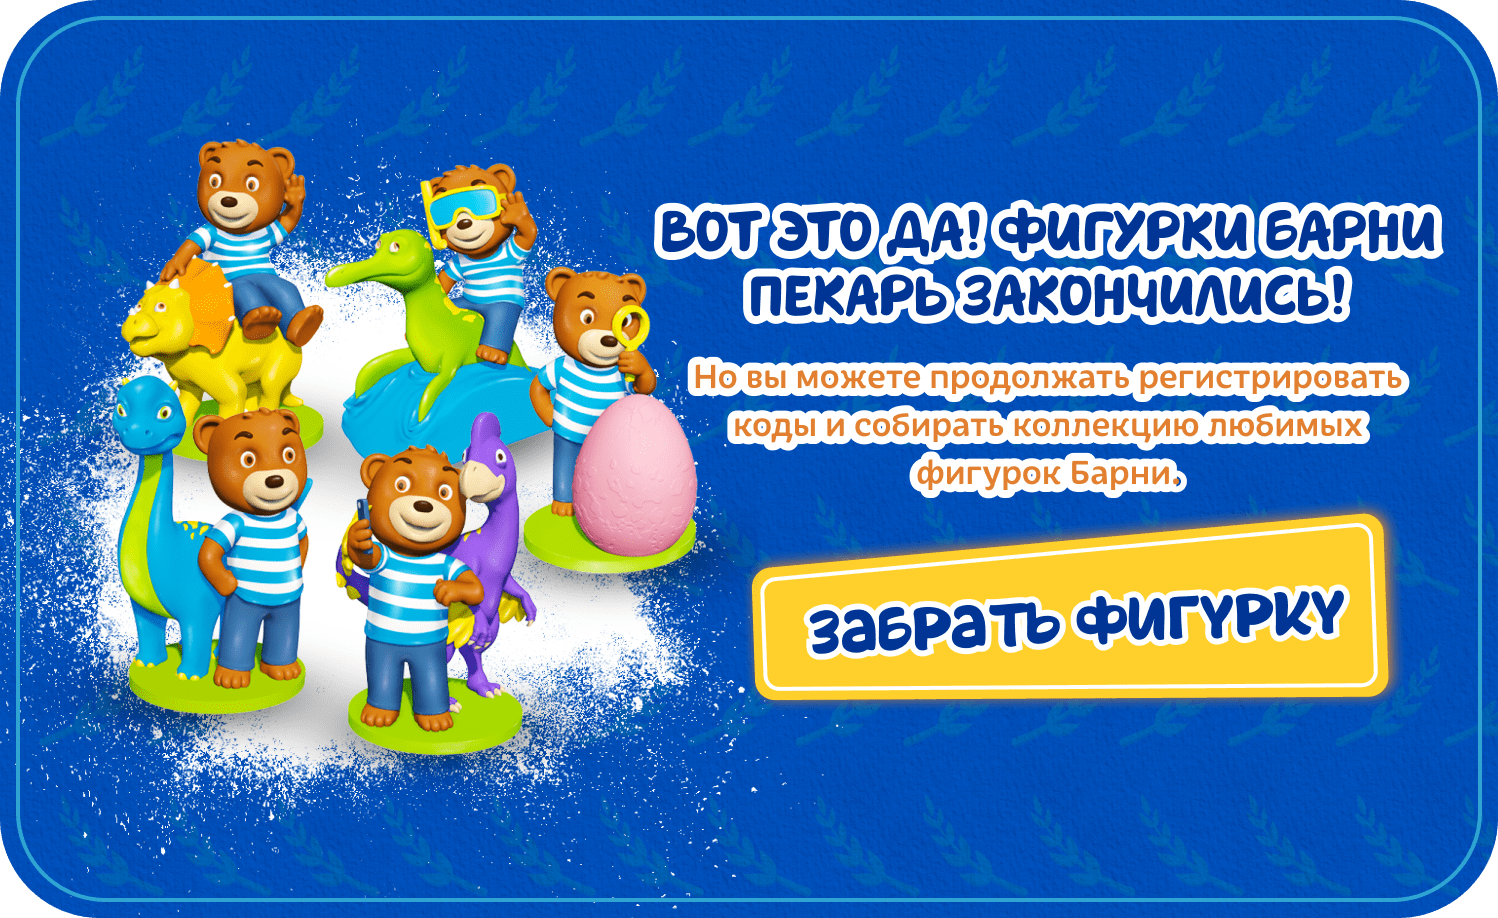 ВОТ ЭТО ДА! ФИГУРКИ БАРНИ
ПЕКАРЬ ЗАКОНЧИЛИСЬ!
Но вы можете продолжать регистрировать
коды и собирать коллекцию любимых
фигурок Барни.
ЗАБРАТЬ ФИГУРКУ